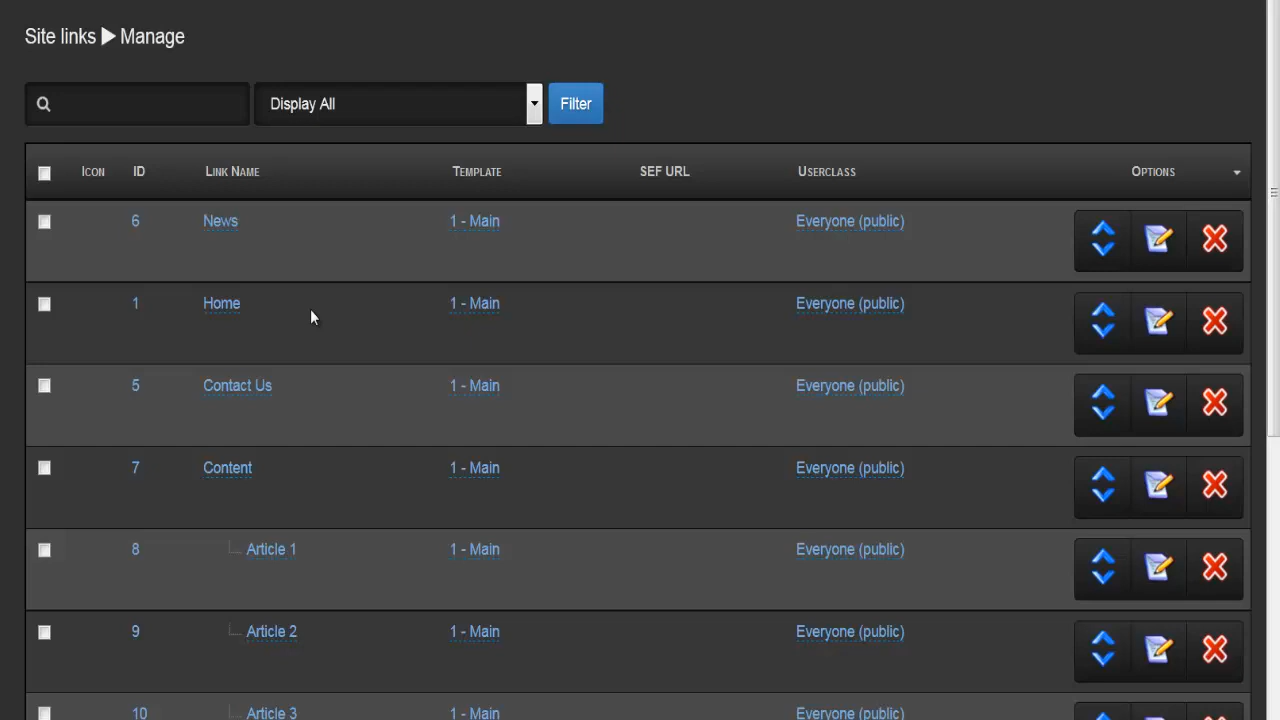 Site links ▶ Manage
Display All Filter
Icon ID Link Name Template SEF URL Userclass Options
6 News 1 - Main Everyone (public)
1 Home 1 - Main Everyone (public)
5 Contact Us 1 - Main Everyone (public)
7 Content 1 - Main Everyone (public)
8 Article 1 1 - Main Everyone (public)
9 Article 2 1 - Main Everyone (public)
10 Article 3 1 - Main Everyone (public)